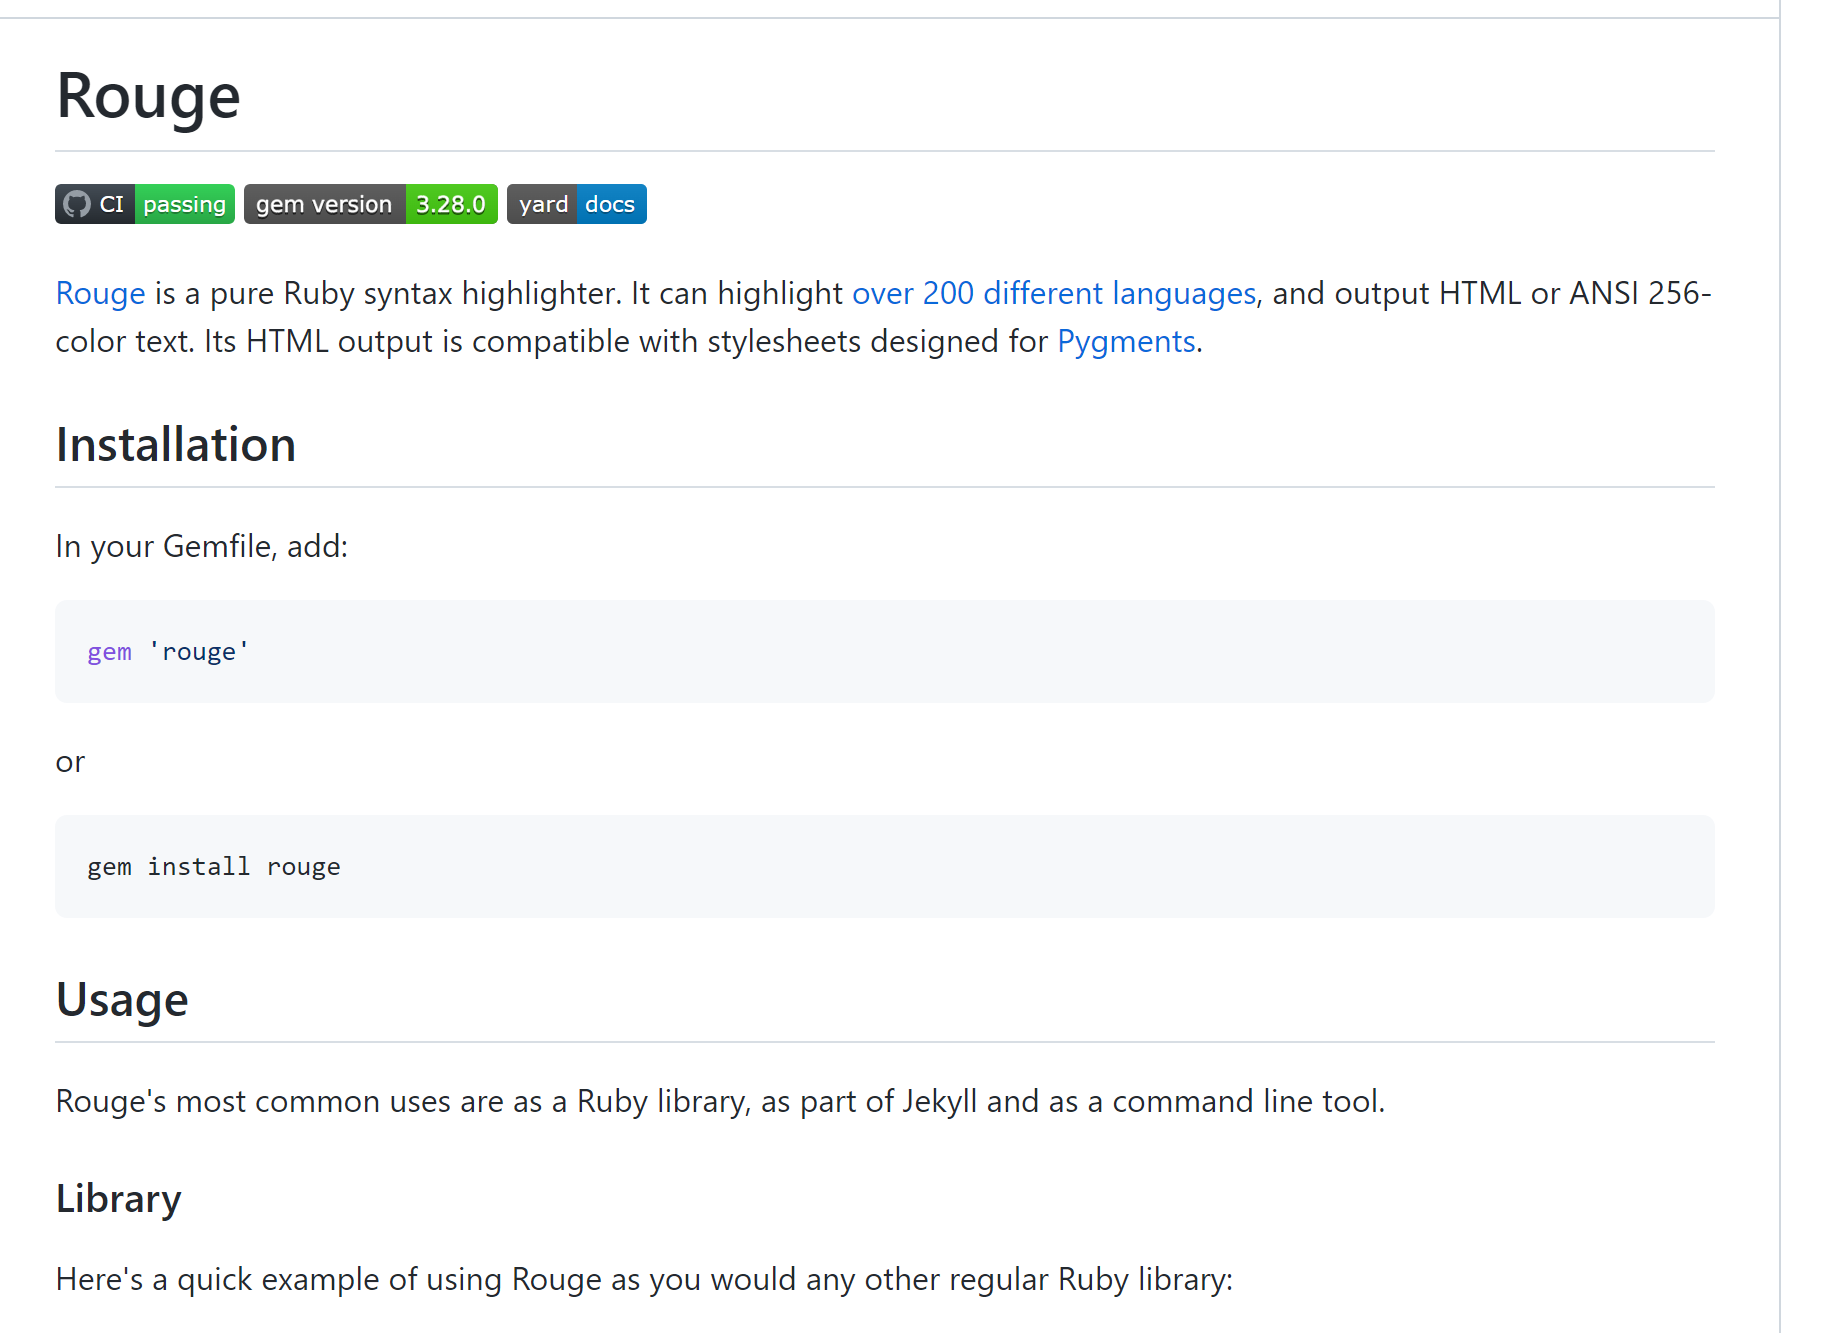 Rouge
CI passing gem version 3.28.0 yard docs
Rouge is a pure Ruby syntax highlighter. It can highlight over 200 different languages, and output HTML or ANSI 256-
color text. Its HTML output is compatible with stylesheets designed for Pygments.
Installation
In your Gemfile, add:
gem 'rouge'
or
gem install rouge
Usage
Rouge's most common uses are as a Ruby library, as part of Jekyll and as a command line tool.
Library
Here's a quick example of using Rouge as you would any other regular Ruby library: